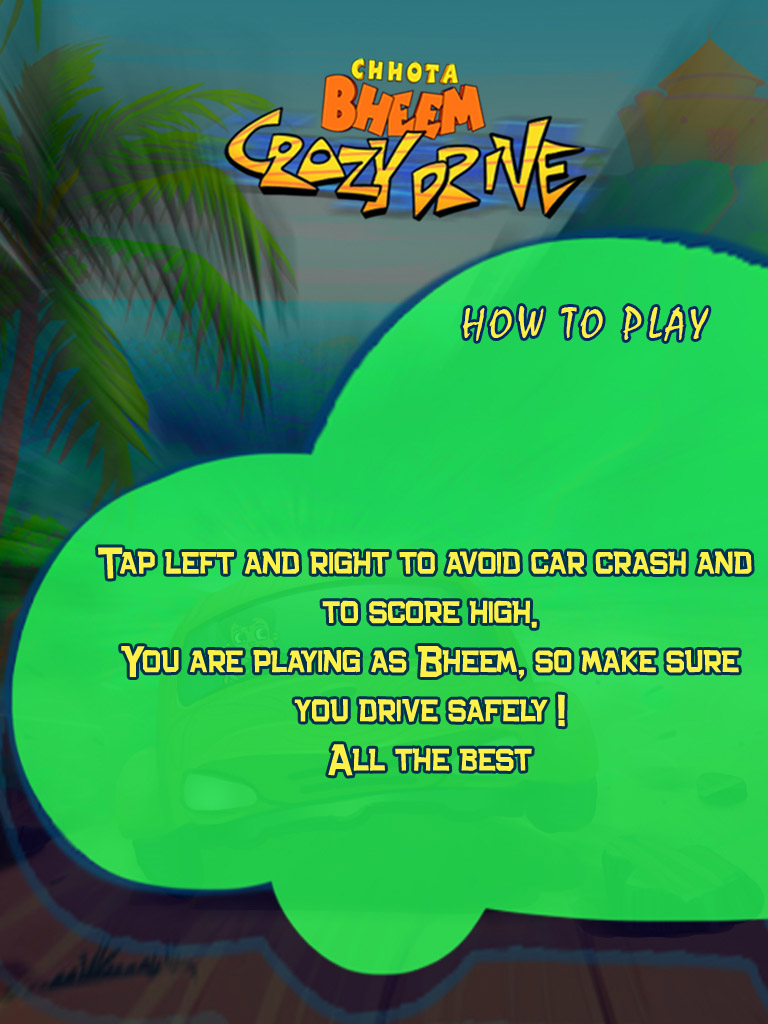 CHHOTA
BHEEM
CRAZY DRIVE
HOW TO PLAY
TAP LEFT AND RIGHT TO AVOID CAR CRASH AND
TO SCORE HIGH.
YOU ARE PLAYING AS BHEEM, SO MAKE SURE
YOU DRIVE SAFELY !
ALL THE BEST